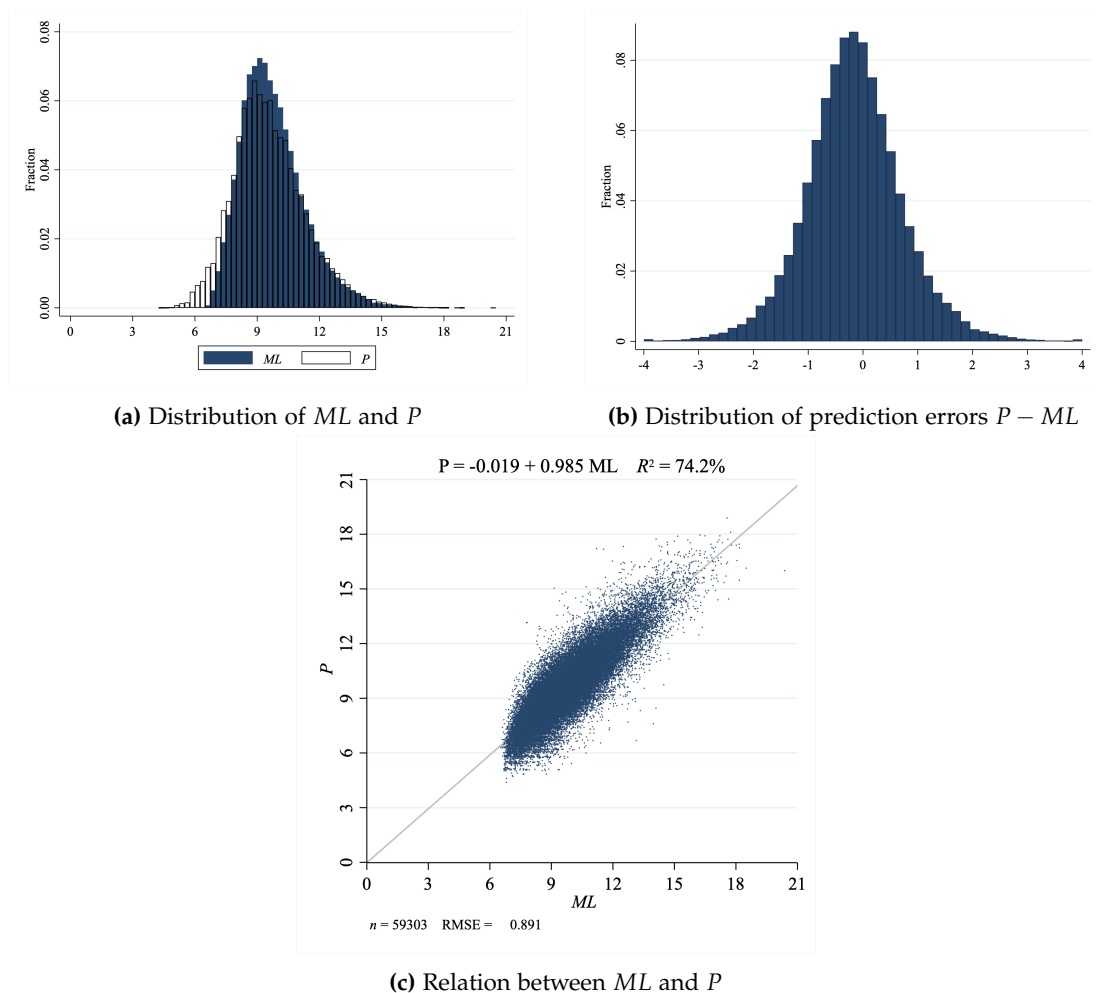 0.08
0.06
0.04
0.02
0.00
Fraction
0 3 6 9 12 15 18 21
ML P
.08
.06
.04
.02
0
Fraction
-4 -3 -2 -1 0 1 2 3 4
(a) Distribution of ML and P
(b) Distribution of prediction errors P − ML
P = -0.019 + 0.985 ML R² = 74.2%
21
18
15
12
9
6
3
0
P
0 3 6 9 12 15 18 21
ML
n = 59303 RMSE = 0.891
(c) Relation between ML and P